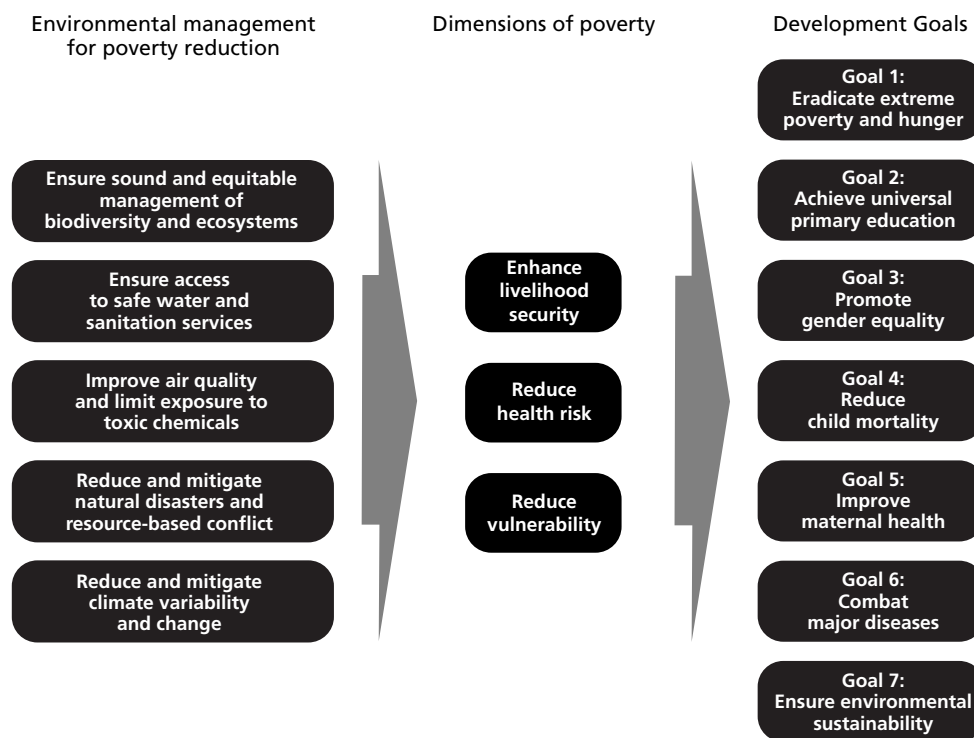 Environmental management
for poverty reduction
Ensure sound and equitable
management of
biodiversity and ecosystems
Ensure access
to safe water and
sanitation services
Improve air quality
and limit exposure to
toxic chemicals
Reduce and mitigate
natural disasters and
resource-based conflict
Reduce and mitigate
climate variability
and change
Dimensions of poverty
Enhance
livelihood
security
Reduce
health risk
Reduce
vulnerability
Development Goals
Goal 1:
Eradicate extreme
poverty and hunger
Goal 2:
Achieve universal
primary education
Goal 3:
Promote
gender equality
Goal 4:
Reduce
child mortality
Goal 5:
Improve
maternal health
Goal 6:
Combat
major diseases
Goal 7:
Ensure environmental
sustainability